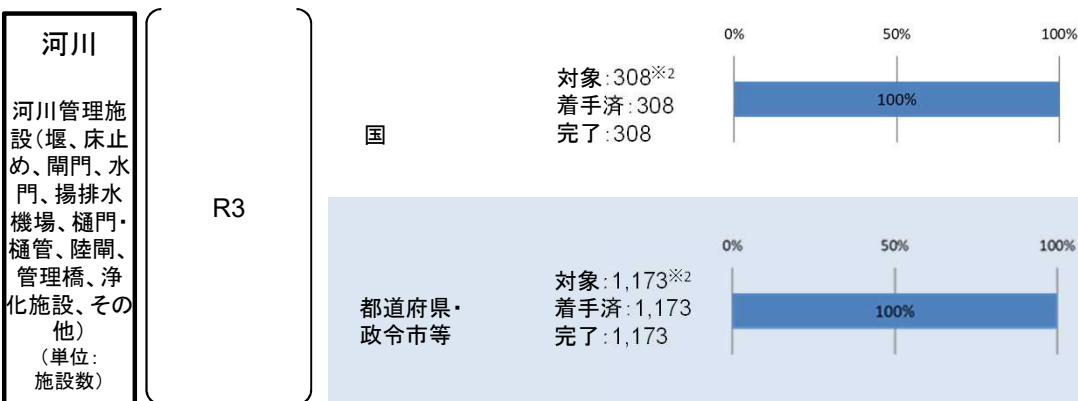 河川
河川管理施
設(堰、床止
め、閘門、水
門、揚排水
機場、樋門・
樋管、陸閘、
管理橋、浄
化施設、その
他)
(単位:
施設数)
R3
国
対象:308※2
着手済:308
完了:308
0% 50% 100%
100%
都道府県・
政令市等
対象:1,173※2
着手済:1,173
完了:1,173
0% 50% 100%
100%